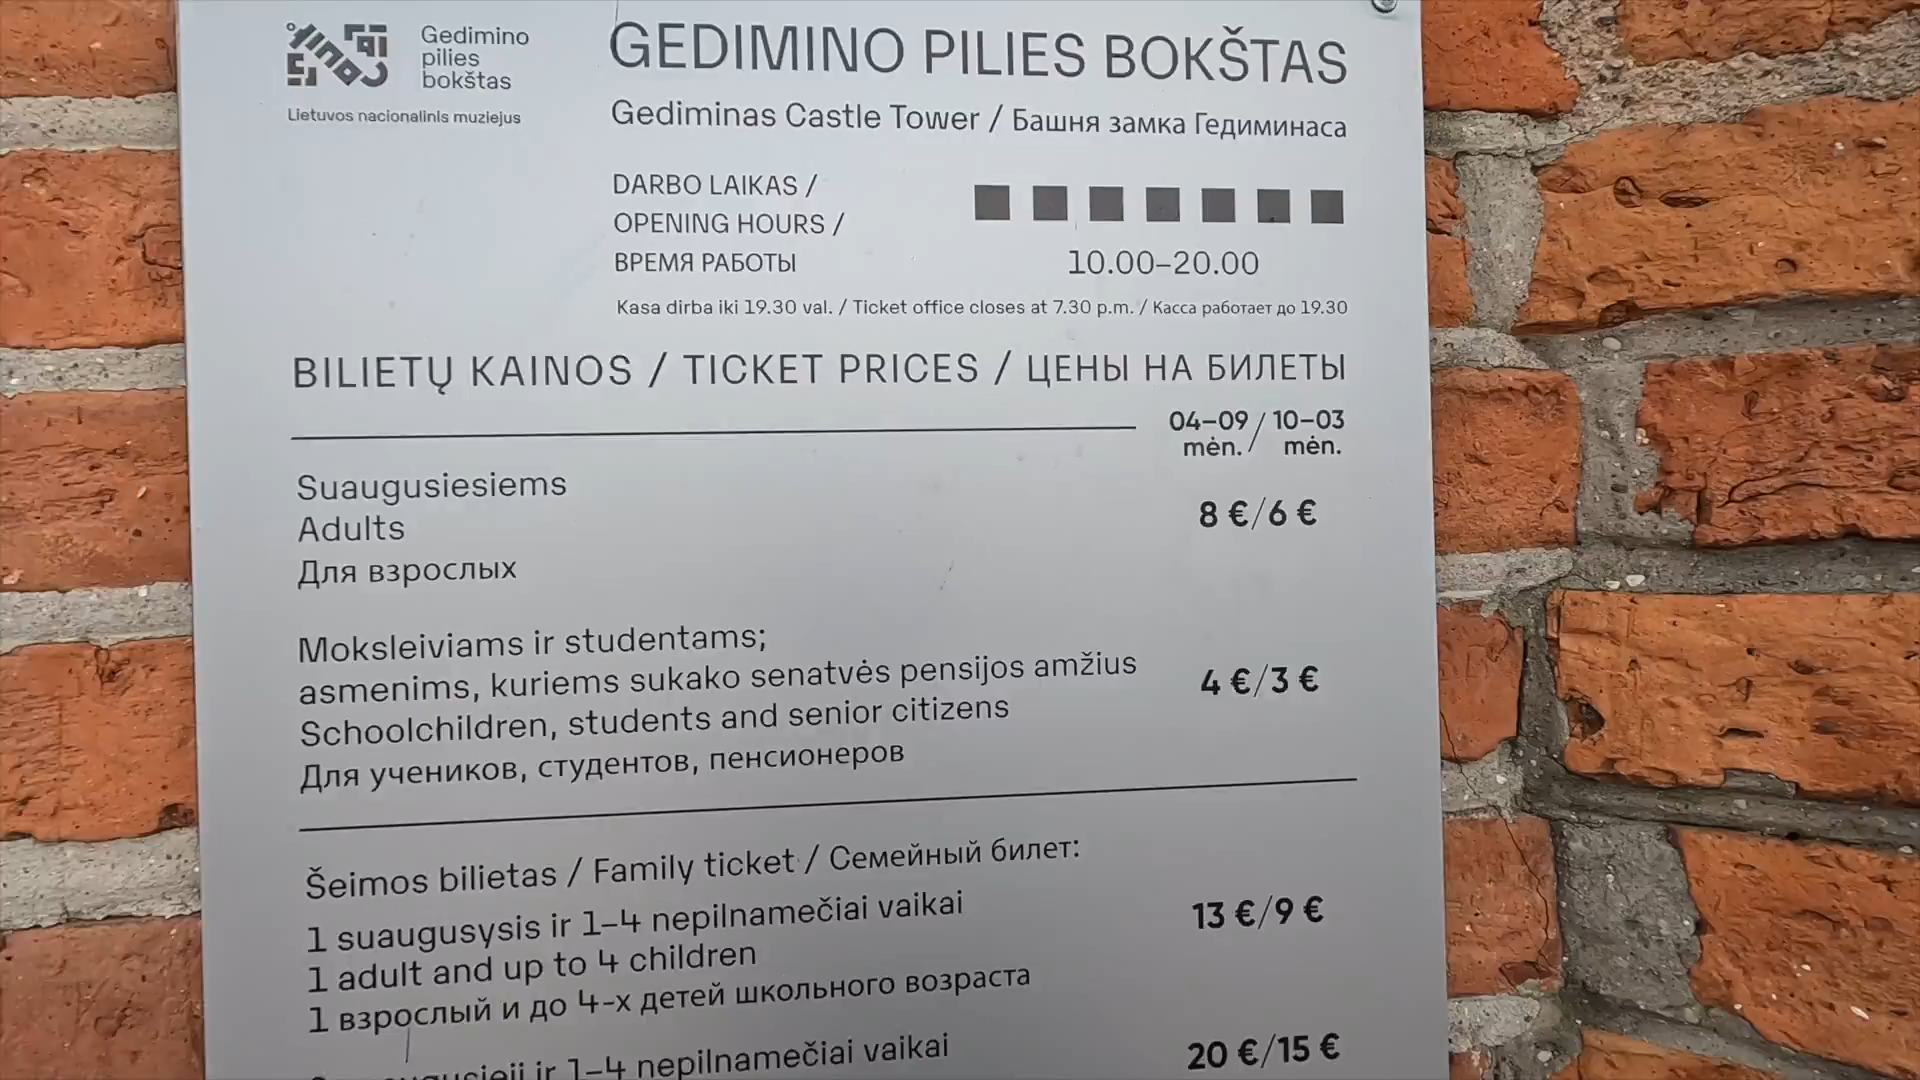 Gedimino
pilies
bokštas
Lietuvos nacionalinis muziejus
GEDIMINO PILIES BOKŠTAS
Gediminas Castle Tower / Башня замка Гедиминаса
DARBO LAIKAS /
OPENING HOURS /
ВРЕМЯ РАБОТЫ
10.00–20.00
Kasa dirba iki 19.30 val. / Ticket office closes at 7.30 p.m. / Касса работает до 19.30
BILIETŲ KAINOS / TICKET PRICES / ЦЕНЫ НА БИЛЕТЫ
04–09 / 10–03
mėn. / mėn.
Suaugusiesiems
Adults
Для взрослых
8 €/6 €
Moksleiviams ir studentams;
asmenims, kuriems sukako senatvės pensijos amžius
Schoolchildren, students and senior citizens
Для учеников, студентов, пенсионеров
4 €/3 €
Šeimos bilietas / Family ticket / Семейный билет:
1 suaugusysis ir 1–4 nepilnamečiai vaikai
1 adult and up to 4 children
1 взрослый и до 4-х детей школьного возраста
13 €/9 €
ir 1–4 nepilnamečiai vaikai
20 €/15 €